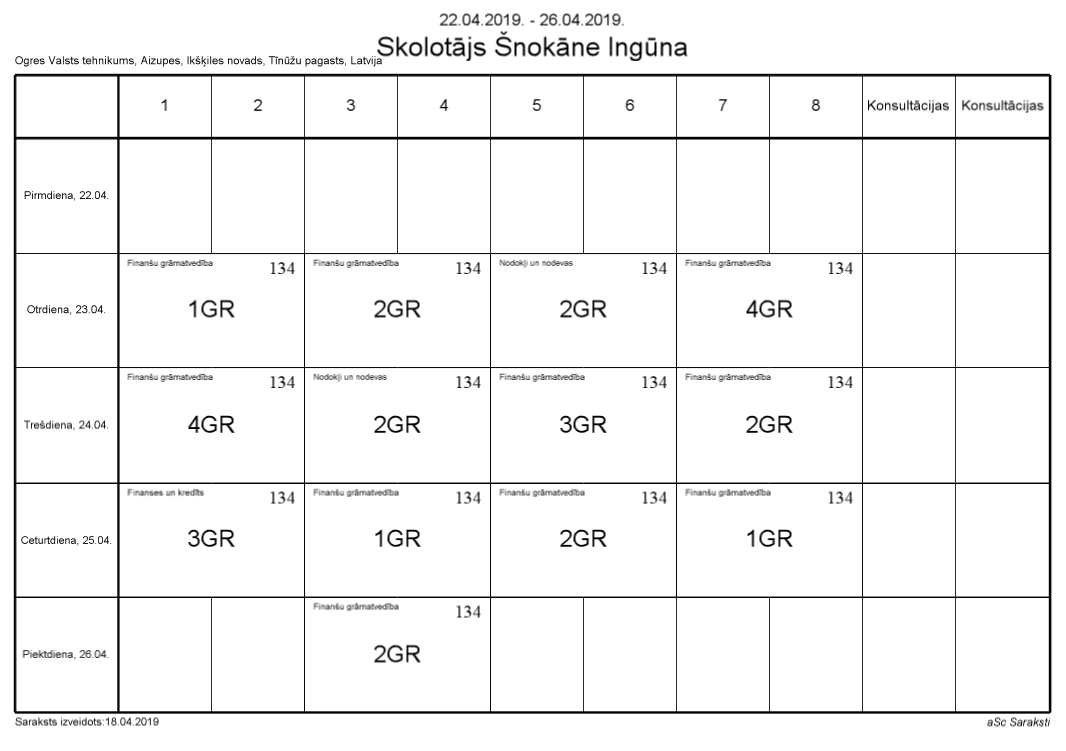 22.04.2019. - 26.04.2019.
Skolotājs Šnokāne Ingūna
Ogres Valsts tehnikums, Aizupes, Ikšķiles novads, Tīnūžu pagasts, Latvija
1 2 3 4 5 6 7 8 Konsultācijas Konsultācijas
Pirmdiena, 22.04.
Finanšu grāmatvedība 134 Finanšu grāmatvedība 134 Nodokļi un nodevas 134 Finanšu grāmatvedība 134
Otrdiena, 23.04. 1GR 2GR 2GR 4GR
Finanšu grāmatvedība 134 Nodokļi un nodevas 134 Finanšu grāmatvedība 134 Finanšu grāmatvedība 134
Trešdiena, 24.04. 4GR 2GR 3GR 2GR
Finanses un kredīts 134 Finanšu grāmatvedība 134 Finanšu grāmatvedība 134 Finanšu grāmatvedība 134
Ceturtdiena, 25.04. 3GR 1GR 2GR 1GR
Finanšu grāmatvedība 134
Piektdiena, 26.04. 2GR
Saraksts izveidots:18.04.2019 aSc Saraksti